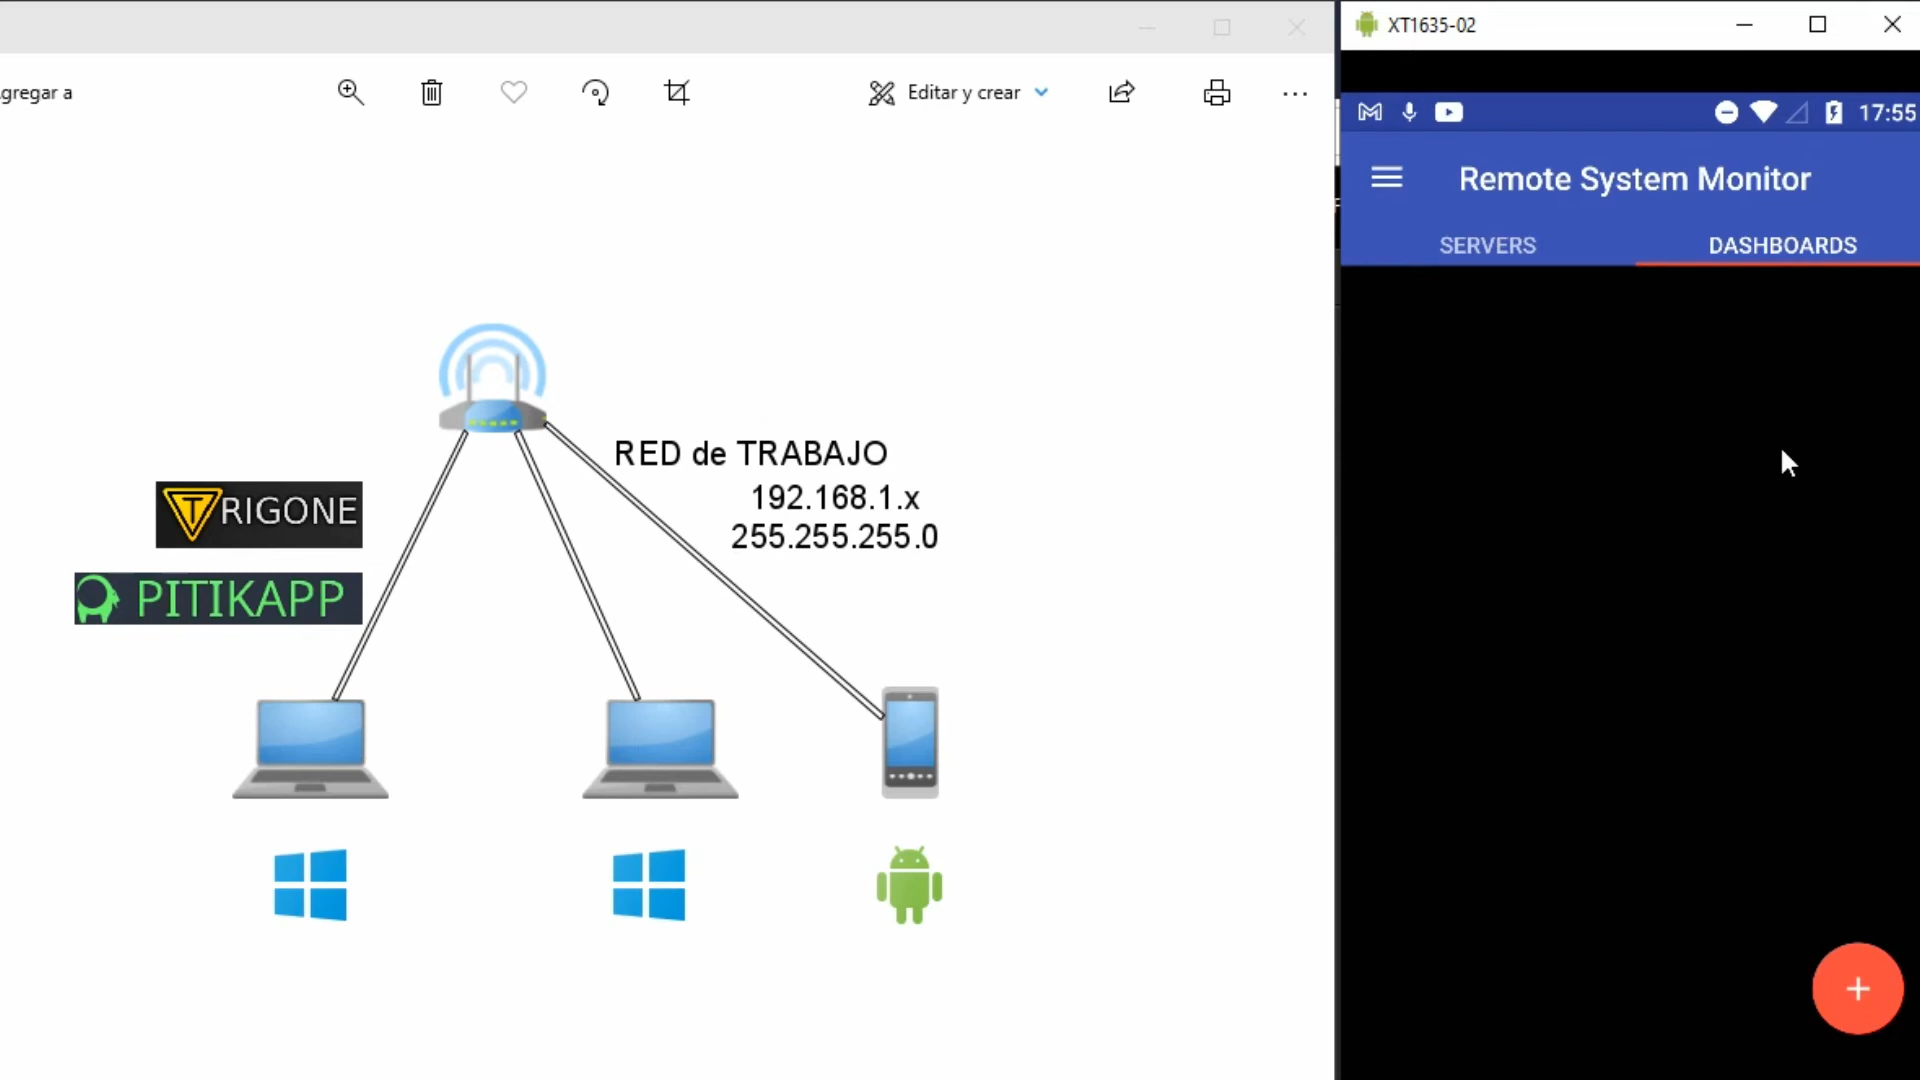 gregar a
Editar y crear
RED de TRABAJO
192.168.1.x
255.255.255.0
TRIGONE
PITIKAPP
XT1635-02
17:55
Remote System Monitor
SERVERS
DASHBOARDS